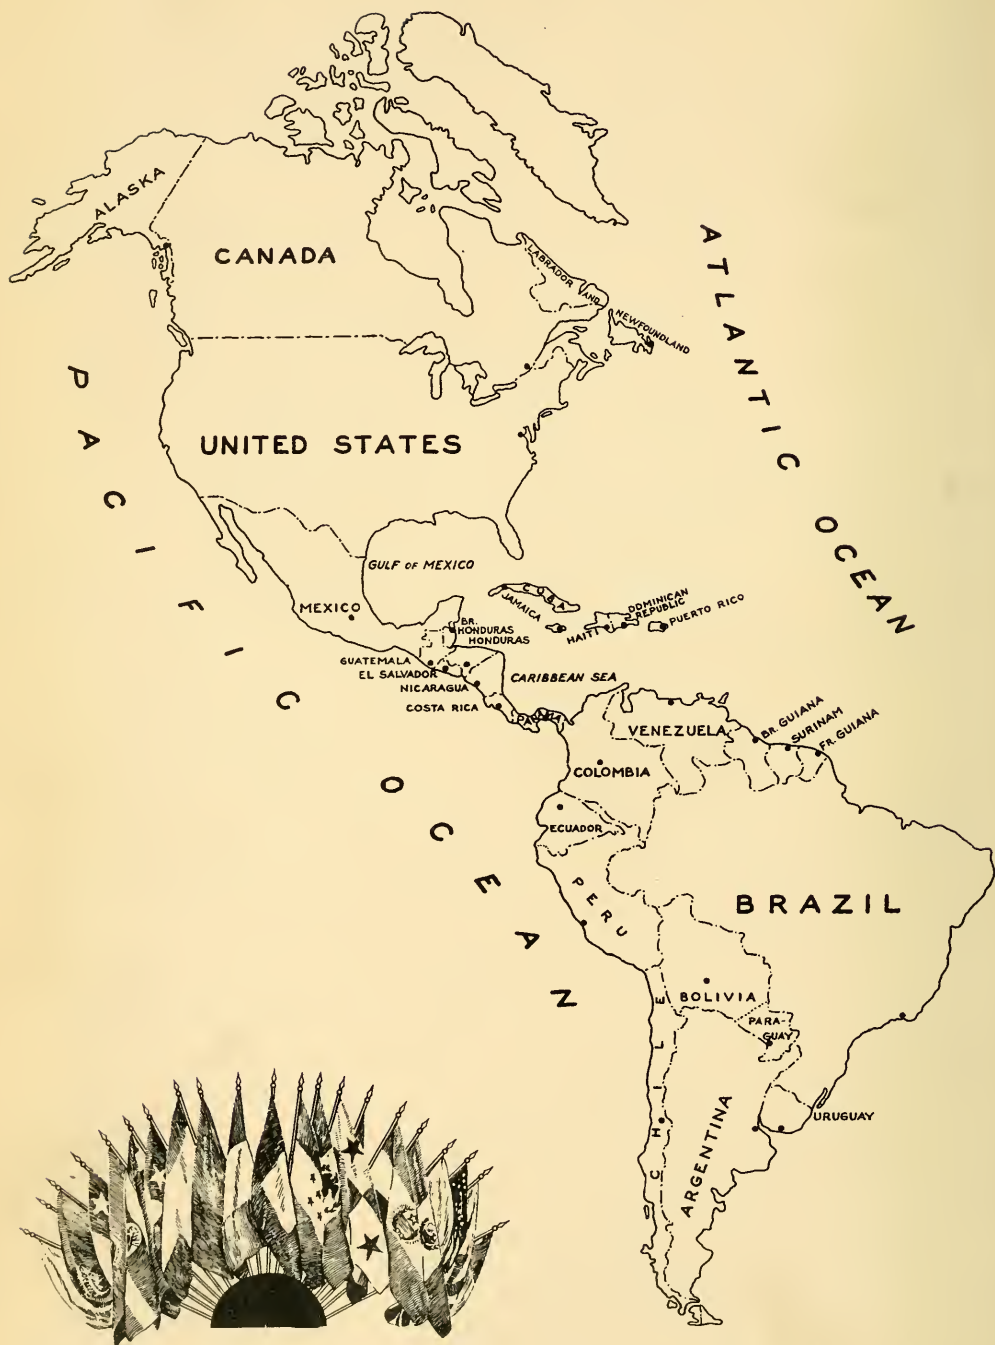 ALASKA
CANADA
LABRADOR AND
NEWFOUNDLAND
ATLANTIC OCEAN
PACIFIC OCEAN
UNITED STATES
GULF OF MEXICO
MEXICO
CUBA
JAMAICA
HAITI
DOMINICAN
REPUBLIC
PUERTO RICO
BR.
HONDURAS
HONDURAS
GUATEMALA
EL SALVADOR
NICARAGUA
COSTA RICA
CARIBBEAN SEA
PANAMA
VENEZUELA
BR. GUIANA
SURINAM
FR. GUIANA
COLOMBIA
ECUADOR
PERU
BRAZIL
BOLIVIA
PARA-
GUAY
CHILE
ARGENTINA
URUGUAY